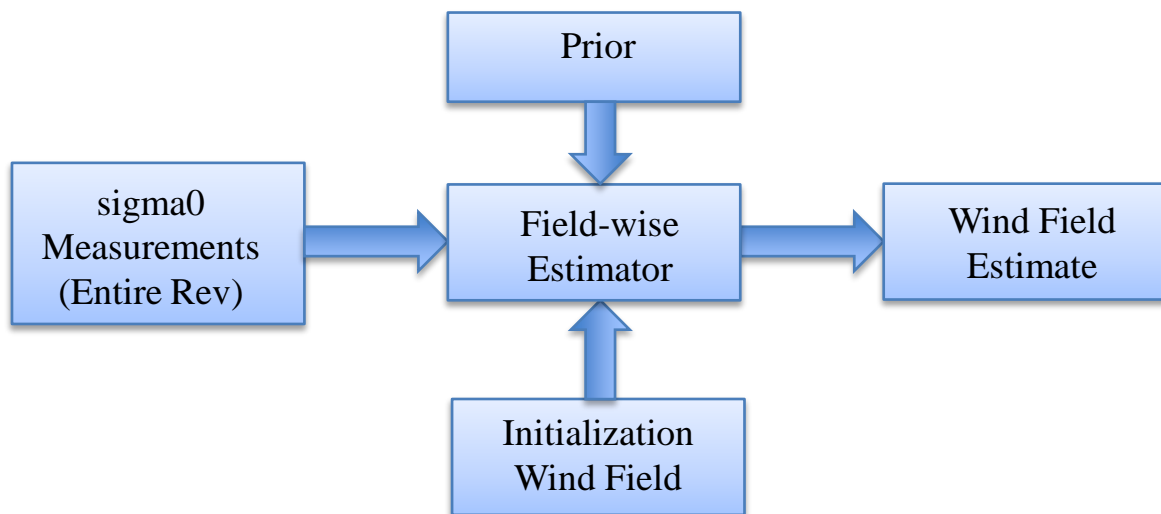 Prior
sigma0
Measurements
(Entire Rev)
Field-wise
Estimator
Wind Field
Estimate
Initialization
Wind Field